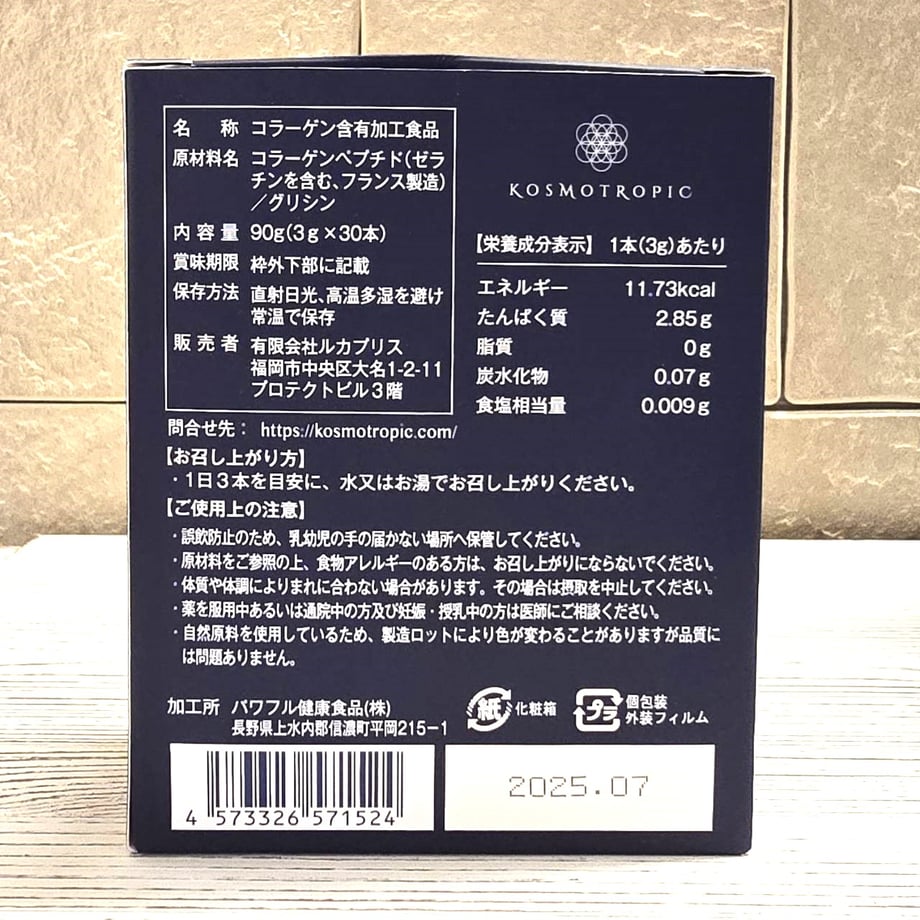 名称 コラーゲン含有加工食品
原材料名 コラーゲンペプチド(ゼラ
チンを含む、フランス製造)
／グリシン
内容量 90g(3g×30本)
賞味期限 枠外下部に記載
保存方法 直射日光、高温多湿を避け
常温で保存
販売者 有限会社ルカプリス
福岡市中央区大名1-2-11
プロテクトビル3階
問合せ先： https://kosmotropic.com/
KOSMOTROPIC
【栄養成分表示】 1本(3g)あたり
エネルギー 11.73kcal
たんぱく質 2.85g
脂質 0g
炭水化物 0.07g
食塩相当量 0.009g
【お召し上がり方】
・1日3本を目安に、水又はお湯でお召し上がりください。
【ご使用上の注意】
・誤飲防止のため、乳幼児の手の届かない場所へ保管してください。
・原材料をご参照の上、食物アレルギーのある方は、お召し上がりにならないでください。
・体質や体調によりまれに合わない場合があります。その場合は摂取を中止してください。
・薬を服用中あるいは通院中の方及び妊娠・授乳中の方は医師にご相談ください。
・自然原料を使用しているため、製造ロットにより色が変わることがありますが品質に
は問題ありません。
加工所 パワフル健康食品(株)
長野県上水内郡信濃町平岡215-1
紙 化粧箱
プラ 個包装
外装フィルム
4 573326 571524
2025.07